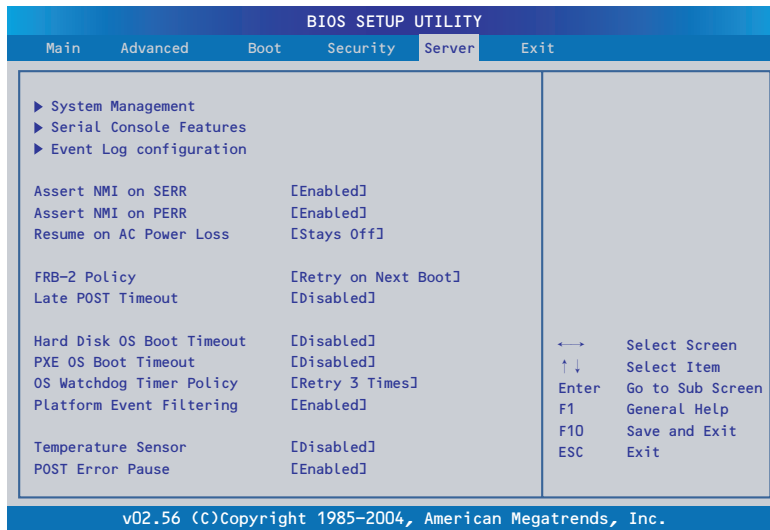 BIOS SETUP UTILITY
Main Advanced Boot Security Server Exit
▶ System Management
▶ Serial Console Features
▶ Event Log configuration
Assert NMI on SERR [Enabled]
Assert NMI on PERR [Enabled]
Resume on AC Power Loss [Stays Off]
FRB-2 Policy [Retry on Next Boot]
Late POST Timeout [Disabled]
Hard Disk OS Boot Timeout [Disabled]
PXE OS Boot Timeout [Disabled]
OS Watchdog Timer Policy [Retry 3 Times]
Platform Event Filtering [Enabled]
Temperature Sensor [Disabled]
POST Error Pause [Enabled]
←→ Select Screen
↑↓ Select Item
Enter Go to Sub Screen
F1 General Help
F10 Save and Exit
ESC Exit
v02.56 (C)Copyright 1985-2004, American Megatrends, Inc.